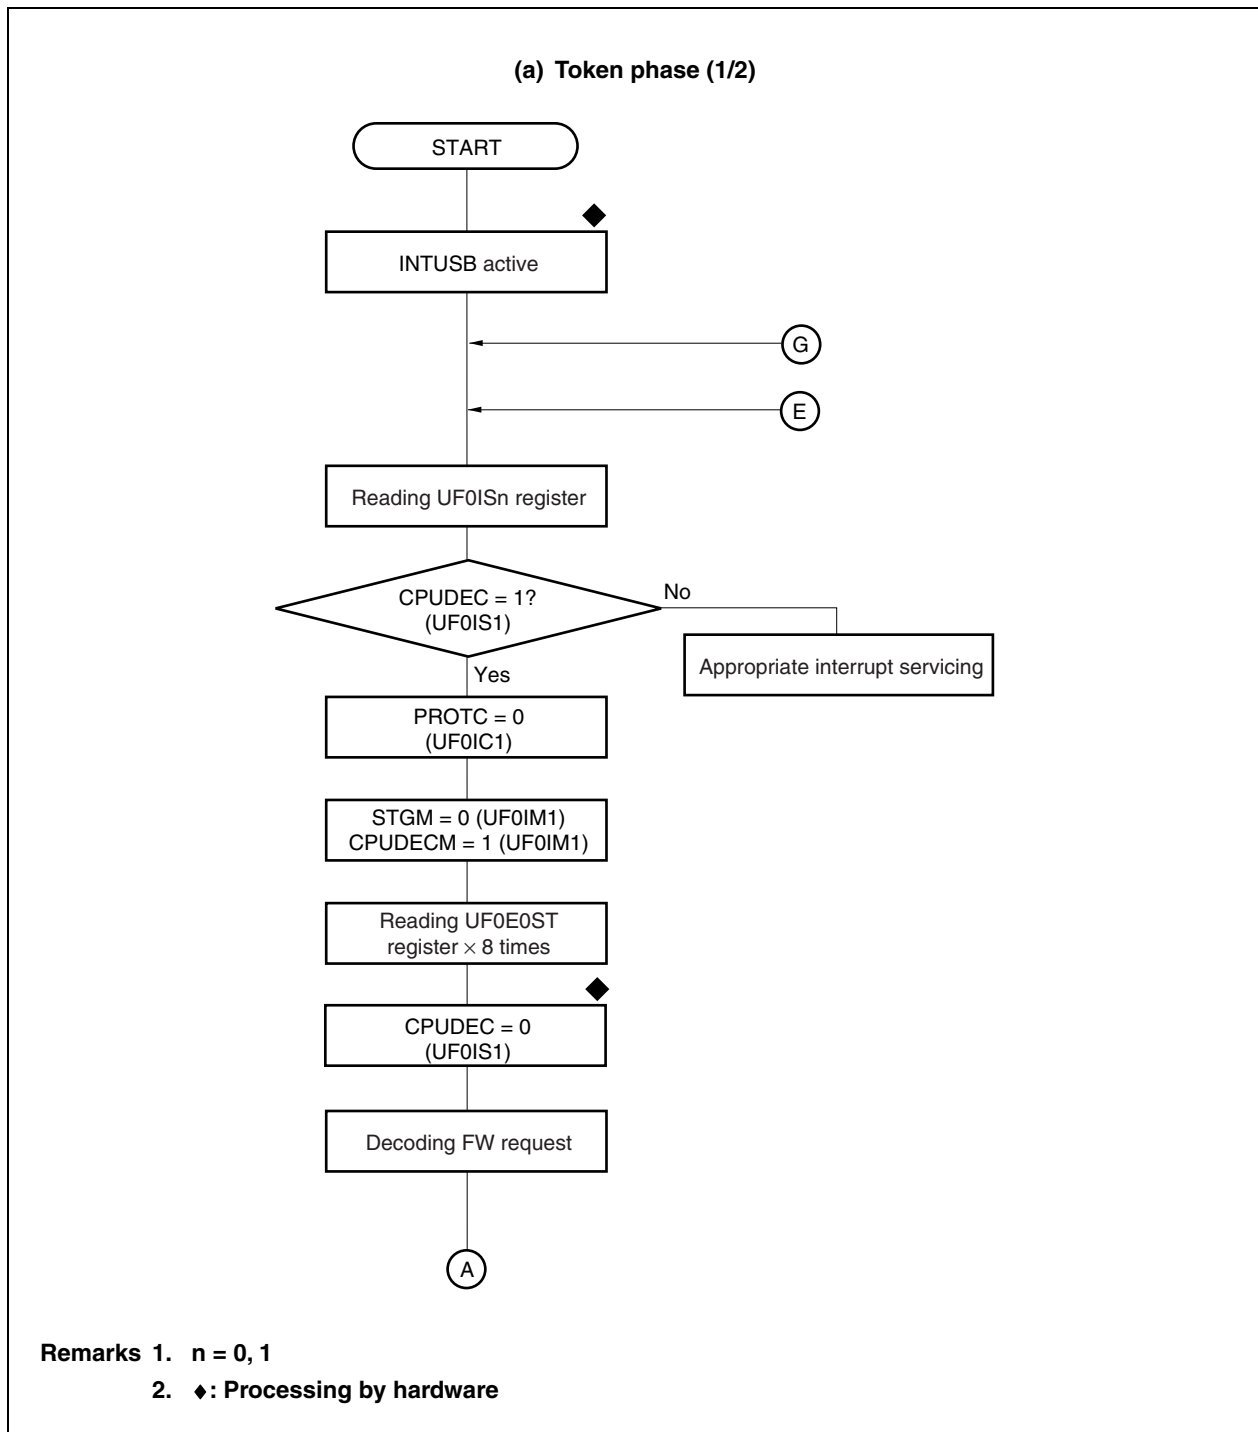 (a) Token phase (1/2)
START
◆
INTUSB active
G
E
Reading UF0ISn register
CPUDEC = 1?
(UF0IS1)
No
Appropriate interrupt servicing
Yes
PROTC = 0
(UF0IC1)
STGM = 0 (UF0IM1)
CPUDECM = 1 (UF0IM1)
Reading UF0E0ST
register × 8 times
◆
CPUDEC = 0
(UF0IS1)
Decoding FW request
A
Remarks 1. n = 0, 1
2. ♦: Processing by hardware